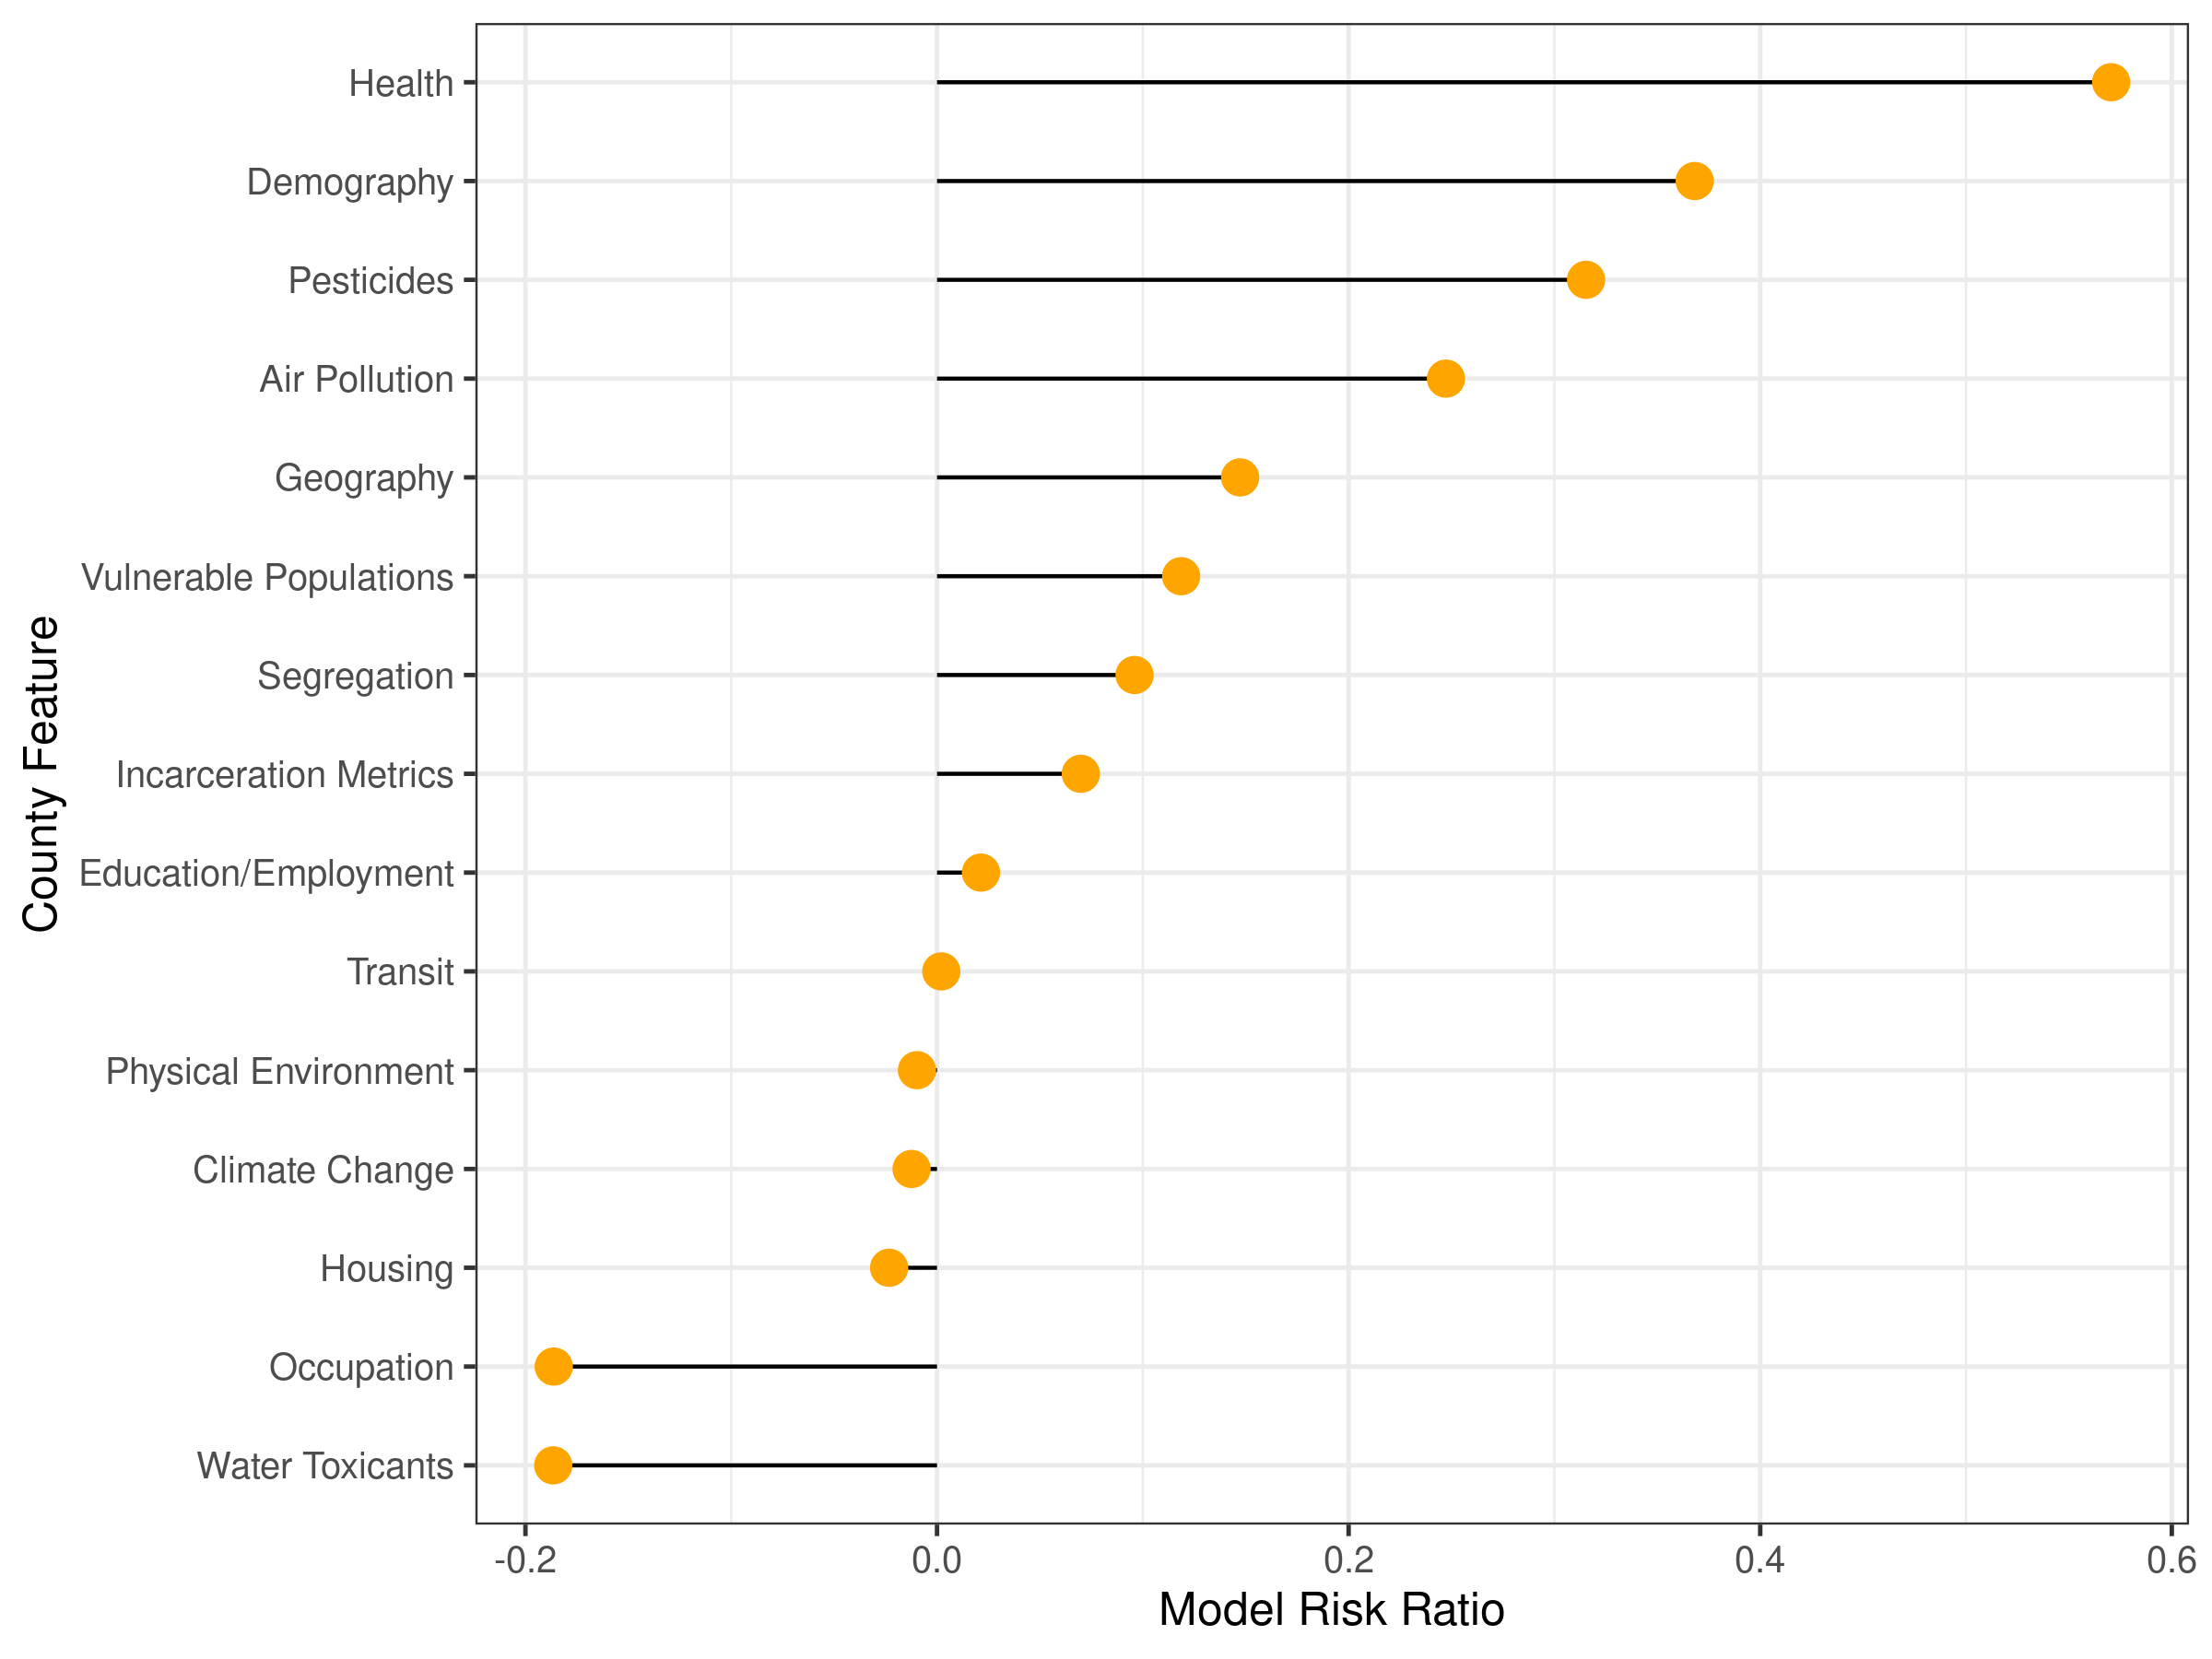 Health
Demography
Pesticides
Air Pollution
Geography
Vulnerable Populations
Segregation
Incarceration Metrics
Education/Employment
Transit
Physical Environment
Climate Change
Housing
Occupation
Water Toxicants
County Feature
-0.2 0.0 0.2 0.4 0.6
Model Risk Ratio